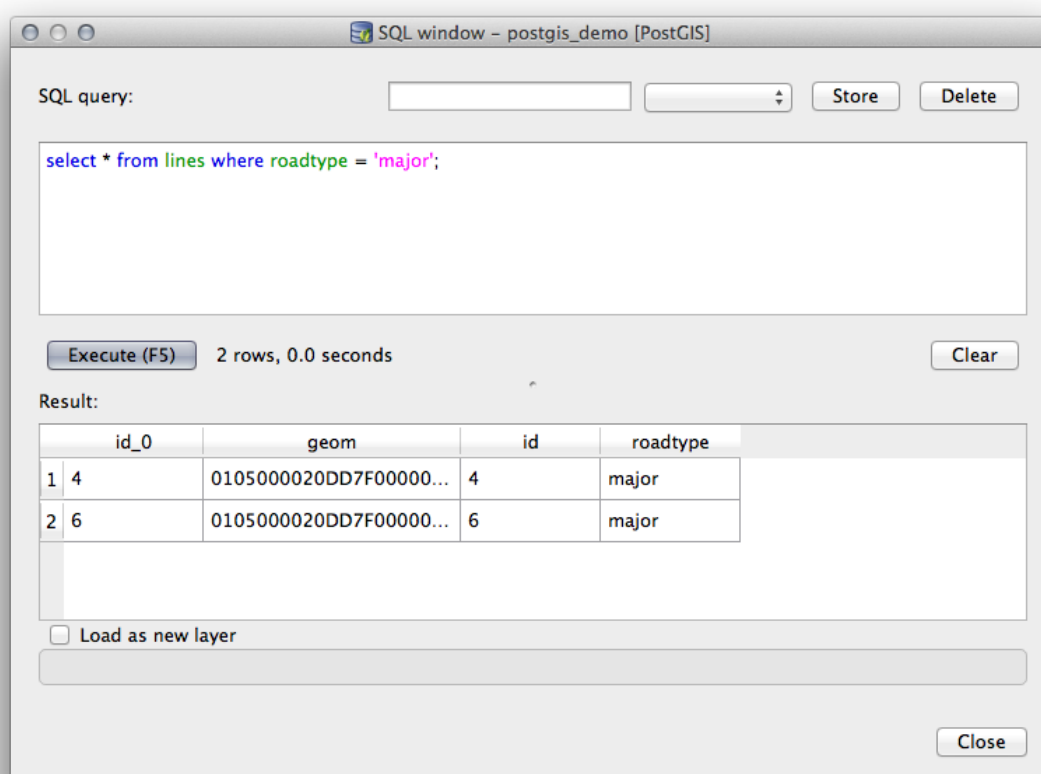 SQL window – postgis_demo [PostGIS]
SQL query: Store Delete
select * from lines where roadtype = 'major';
Execute (F5) 2 rows, 0.0 seconds Clear
Result:
id_0 geom id roadtype
1 4 0105000020DD7F00000... 4 major
2 6 0105000020DD7F00000... 6 major
Load as new layer
Close